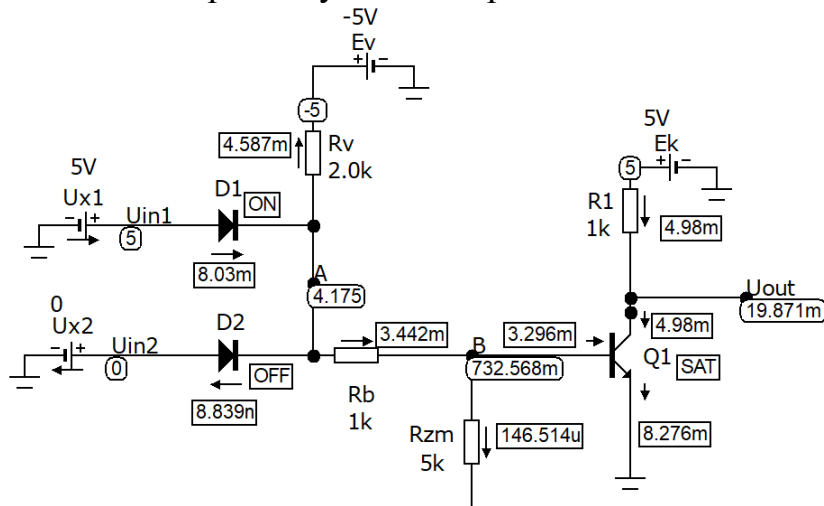 -5V
Ev
-5
4.587m
Rv
2.0k
5V
Ek
5
R1
1k
4.98m
5V
Ux1
Uin1
5
D1
ON
8.03m
A
4.175
Uout
19.871m
0
Ux2
Uin2
0
D2
OFF
8.839n
3.442m
Rb
1k
B
732.568m
3.296m
4.98m
Q1
SAT
8.276m
Rzm
5k
146.514u